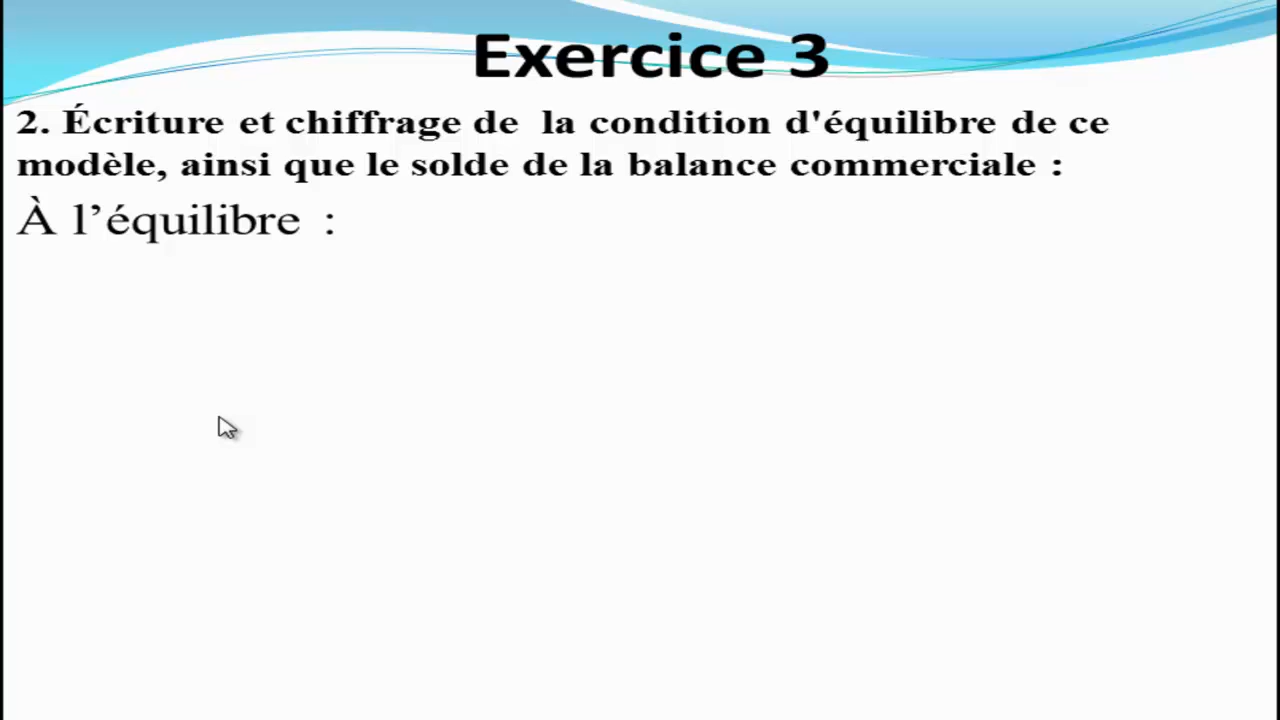 Exercice 3
2. Écriture et chiffrage de la condition d'équilibre de ce
modèle, ainsi que le solde de la balance commerciale :
À l’équilibre :